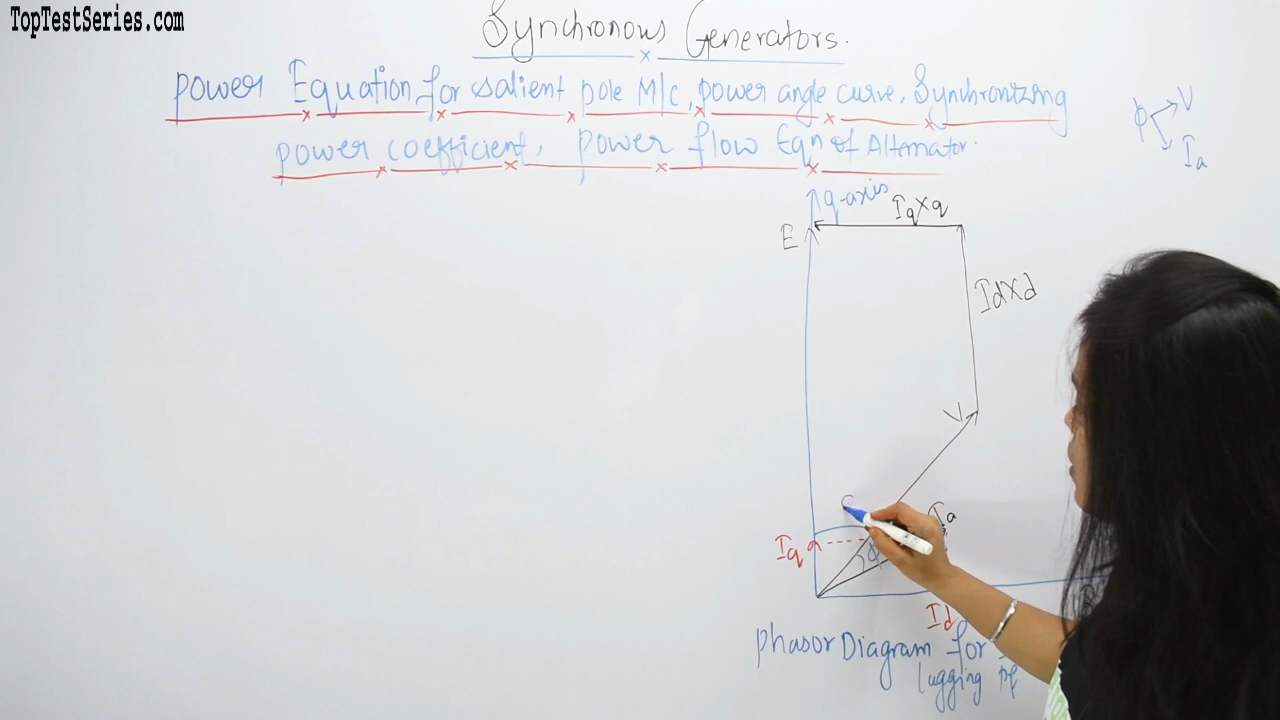 TopTestSeries.com
Synchronous Generators.
Power Equation for salient pole M/c, power angle curve, Synchronizing
power coefficient, power flow Eqn of Alternator.
ϕ V
Ia
q-axis
IqXq
E
IdXd
V
Ia
Iq
ϕ
Id
phasor Diagram for
lagging pf